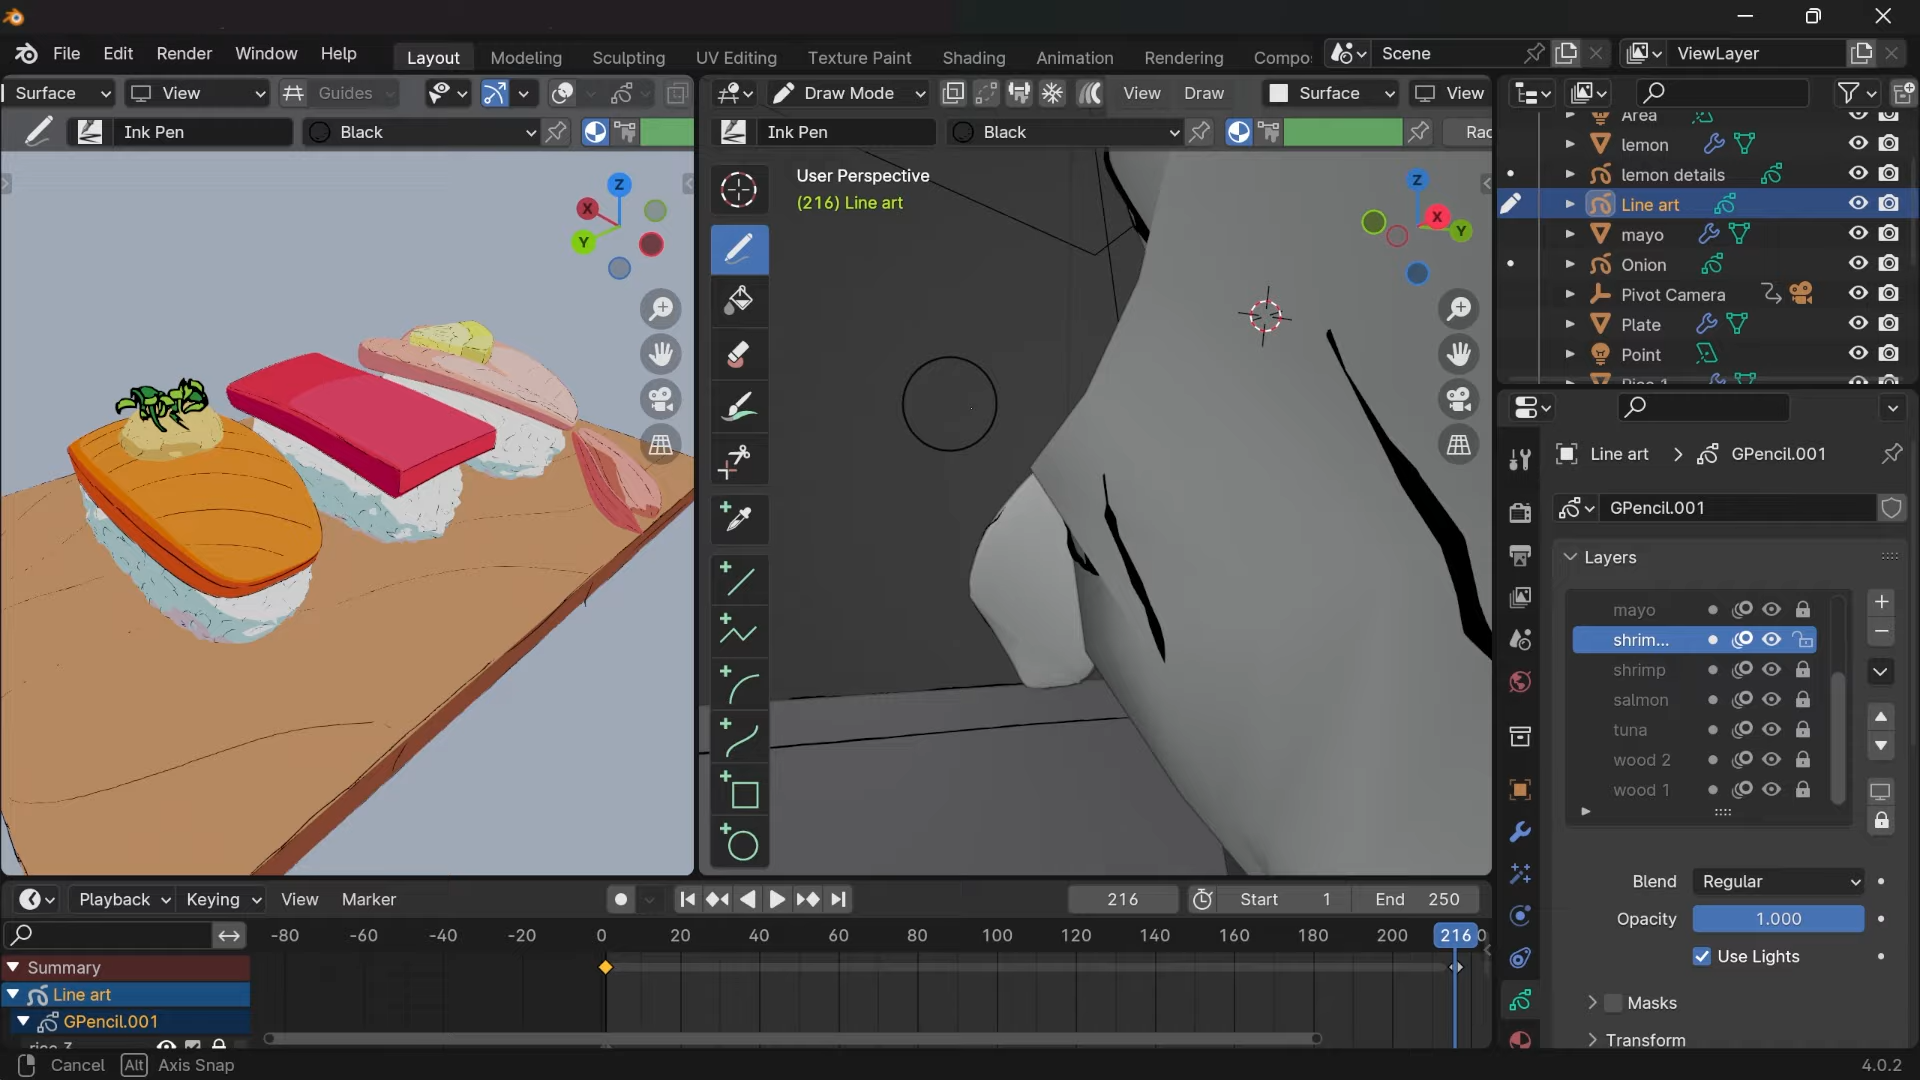 File Edit Render Window Help Layout Modeling Sculpting UV Editing Texture Paint Shading Animation Rendering Compo Scene ViewLayer
Surface View Guides Draw Mode View Draw Surface View
Ink Pen Black Ink Pen Black Rad
Z
X
Y
User Perspective
(216) Line art
Z
X
Y
Area
lemon
lemon details
Line art
mayo
Onion
Pivot Camera
Plate
Point
Line art GPencil.001
GPencil.001
Layers
mayo
shrim...
shrimp
salmon
tuna
wood 2
wood 1
Blend Regular
Opacity 1.000
Use Lights
Masks
Transform
Playback Keying View Marker 216 Start 1 End 250
-80 -60 -40 -20 0 20 40 60 80 100 120 140 160 180 200 216 0
Summary
Line art
GPencil.001
Cancel Alt Axis Snap 4.0.2